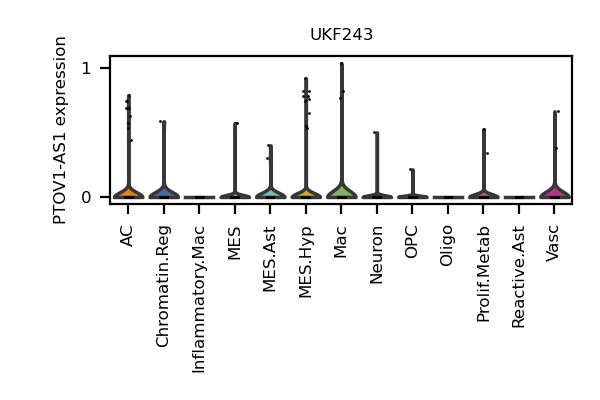 UKF243
PTOV1-AS1 expression
1
0
AC
Chromatin.Reg
Inflammatory.Mac
MES
MES.Ast
MES.Hyp
Mac
Neuron
OPC
Oligo
Prolif.Metab
Reactive.Ast
Vasc